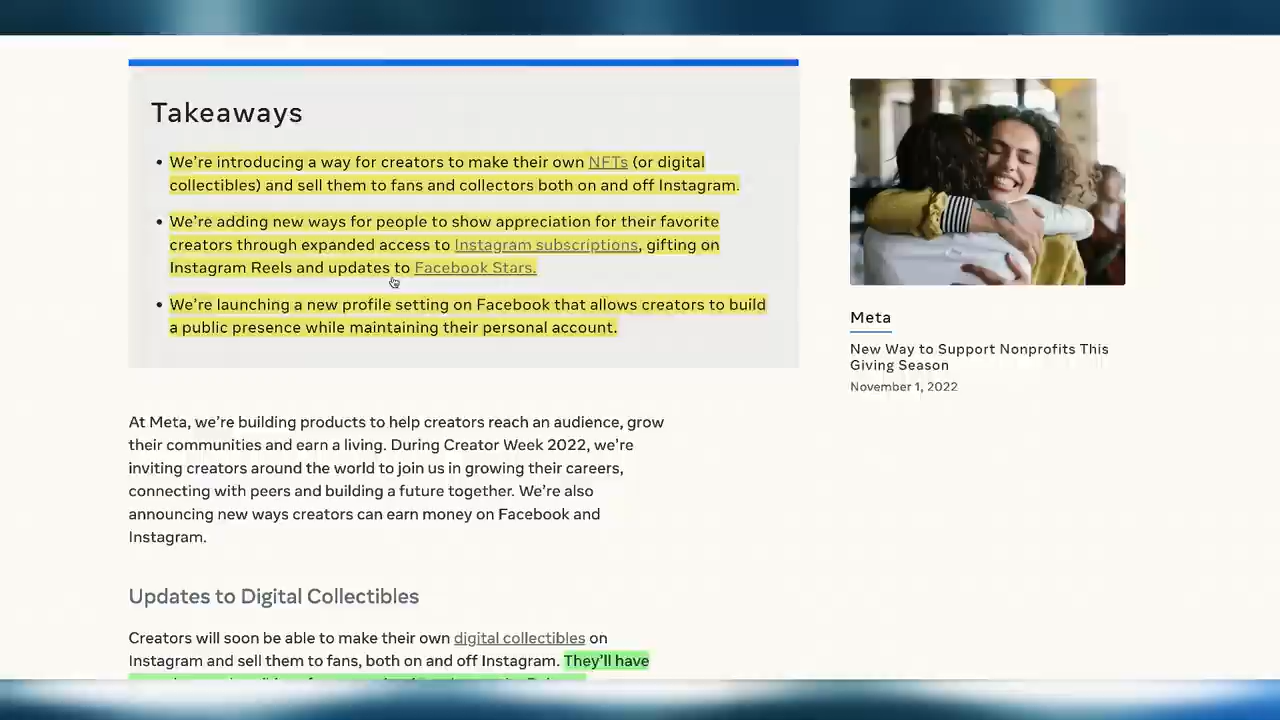 Takeaways
• We're introducing a way for creators to make their own NFTs (or digital
collectibles) and sell them to fans and collectors both on and off Instagram.
• We're adding new ways for people to show appreciation for their favorite
creators through expanded access to Instagram subscriptions, gifting on
Instagram Reels and updates to Facebook Stars.
• We're launching a new profile setting on Facebook that allows creators to build
a public presence while maintaining their personal account.
At Meta, we're building products to help creators reach an audience, grow
their communities and earn a living. During Creator Week 2022, we're
inviting creators around the world to join us in growing their careers,
connecting with peers and building a future together. We're also
announcing new ways creators can earn money on Facebook and
Instagram.
Updates to Digital Collectibles
Creators will soon be able to make their own digital collectibles on
Instagram and sell them to fans, both on and off Instagram. They'll have
Meta
New Way to Support Nonprofits This
Giving Season
November 1, 2022